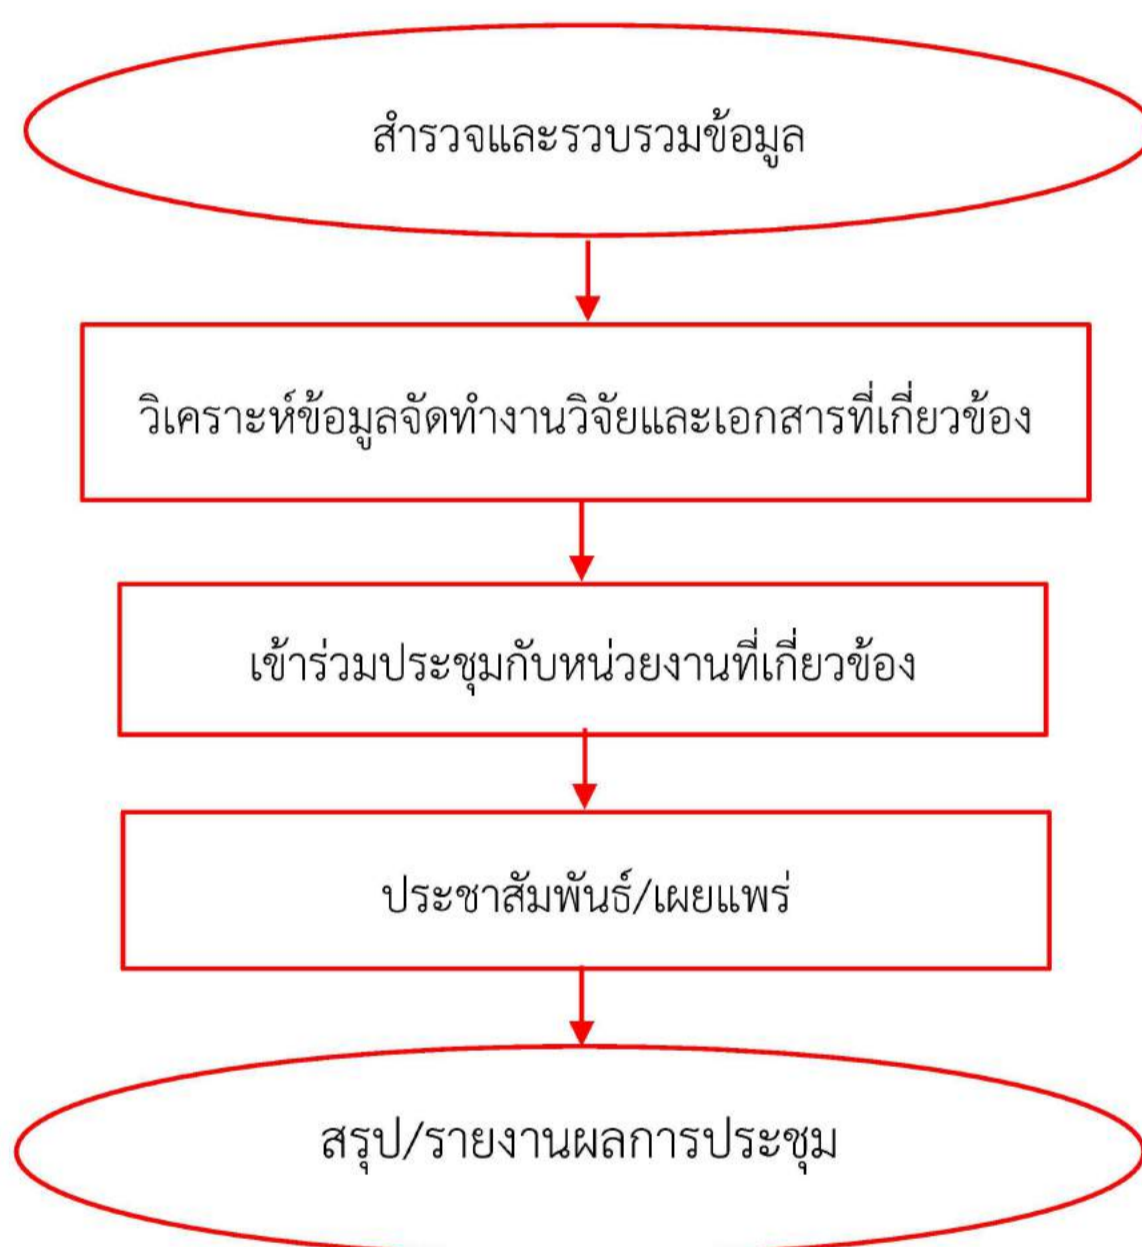 สำรวจและรวบรวมข้อมูล
วิเคราะห์ข้อมูลจัดทำงานวิจัยและเอกสารที่เกี่ยวข้อง
เข้าร่วมประชุมกับหน่วยงานที่เกี่ยวข้อง
ประชาสัมพันธ์/เผยแพร่
สรุป/รายงานผลการประชุม